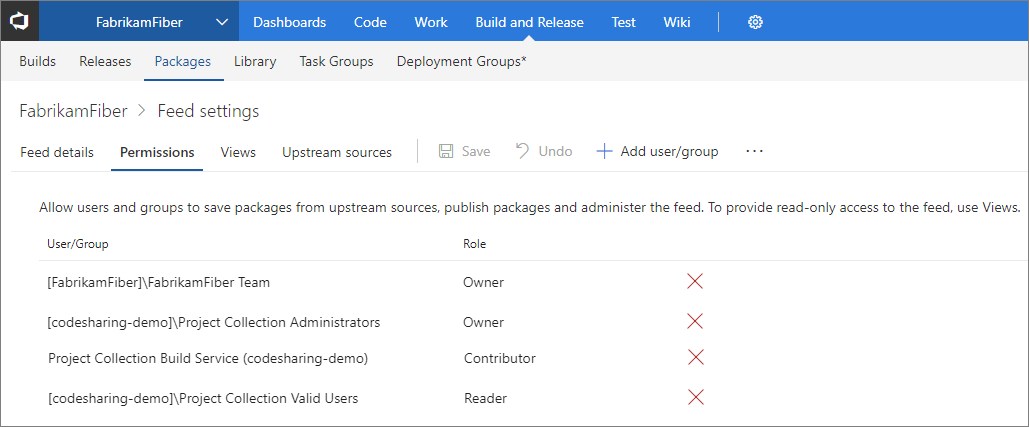 FabrikamFiber Dashboards Code Work Build and Release Test Wiki
Builds Releases Packages Library Task Groups Deployment Groups*
FabrikamFiber > Feed settings
Feed details Permissions Views Upstream sources Save Undo + Add user/group ...
Allow users and groups to save packages from upstream sources, publish packages and administer the feed. To provide read-only access to the feed, use Views.
User/Group Role
[FabrikamFiber]\FabrikamFiber Team Owner
[codesharing-demo]\Project Collection Administrators Owner
Project Collection Build Service (codesharing-demo) Contributor
[codesharing-demo]\Project Collection Valid Users Reader